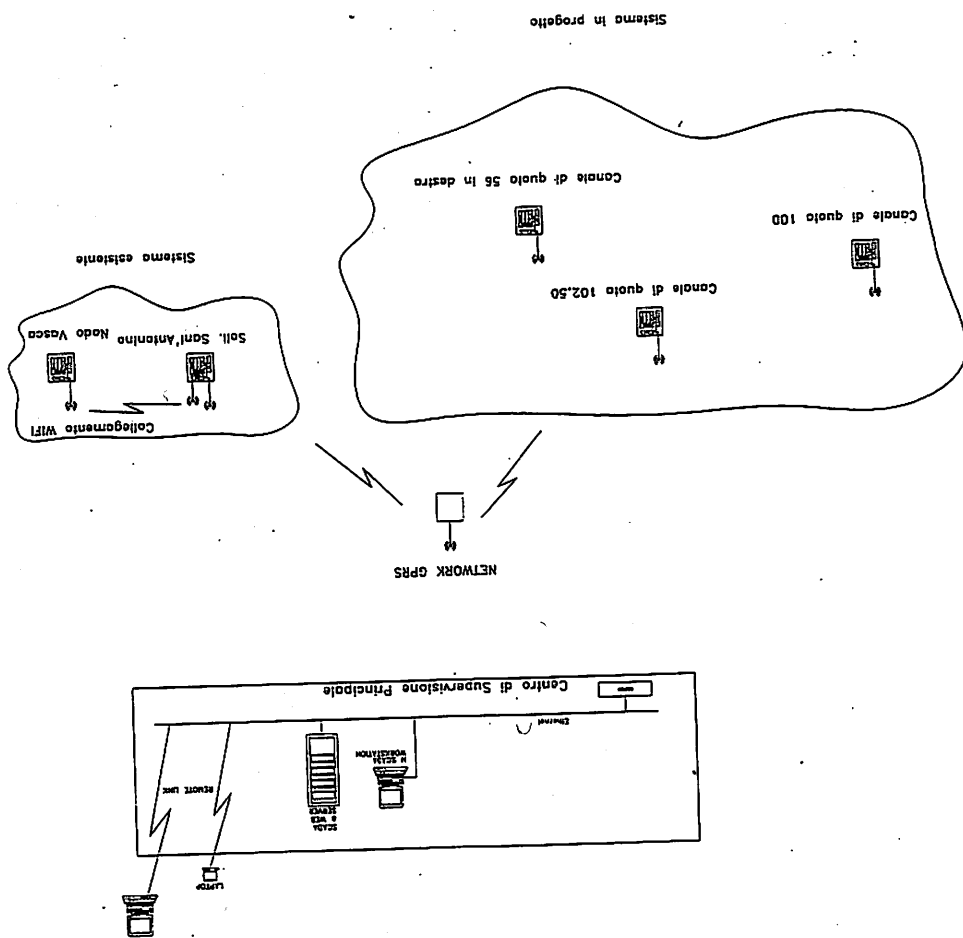 LAPTOP
REMOTE LINK
SCADA
& WEB
SERVER
N SCADA
WORKSTATION
Ethernet
Centro di Supervisione Principale
NETWORK GPRS
Collegamento WIFI
Soll. Sant'Antonino
Nodo Vasca
Sistema esistente
Canale di quota 102.50
Canale di quota 100
Canale di quota 56 in destra
Sistema in progetto